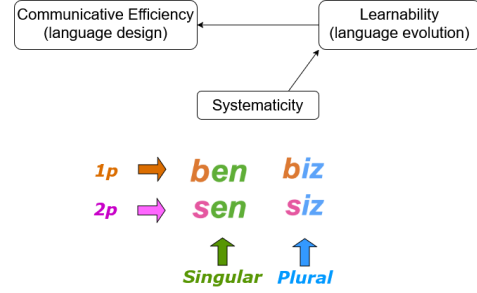 Communicative Efficiency
(language design)
Learnability
(language evolution)
Systematicity
1p ben biz
2p sen siz
Singular Plural